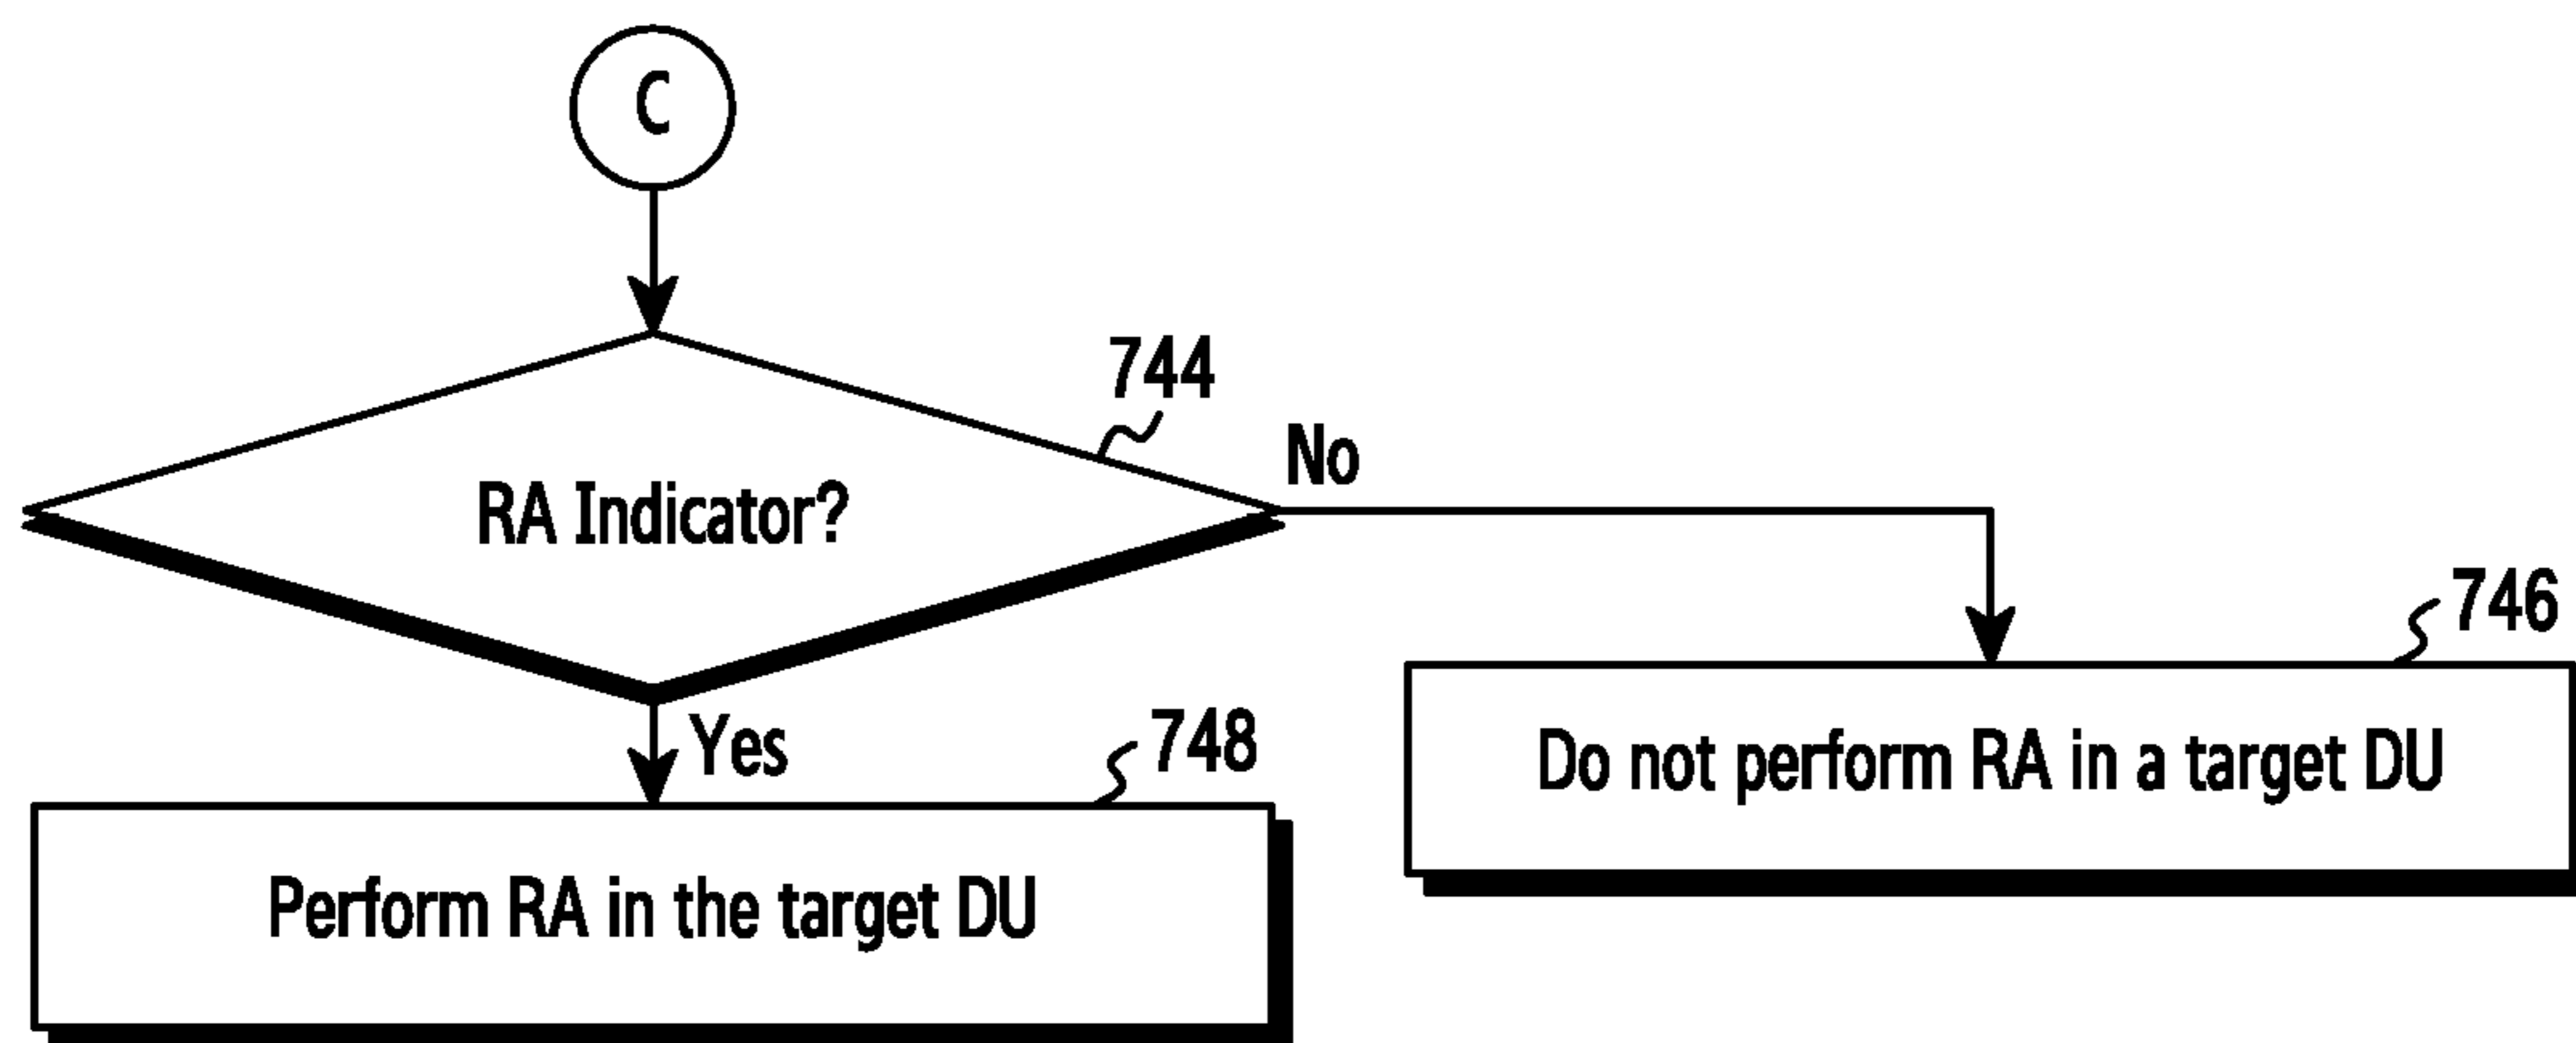 C
744
No
RA Indicator?
746
Yes
748
Do not perform RA in a target DU
Perform RA in the target DU